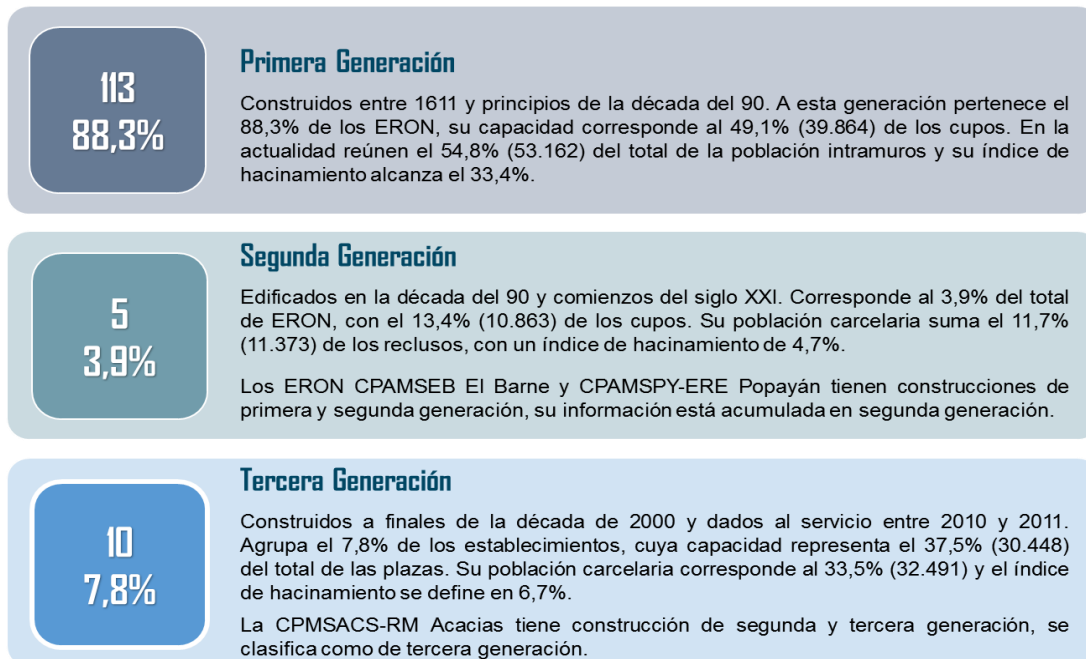 113
88,3%
Primera Generación
Construidos entre 1611 y principios de la década del 90. A esta generación pertenece el
88,3% de los ERON, su capacidad corresponde al 49,1% (39.864) de los cupos. En la
actualidad reúnen el 54,8% (53.162) del total de la población intramuros y su índice de
hacinamiento alcanza el 33,4%.
5
3,9%
Segunda Generación
Edificados en la década del 90 y comienzos del siglo XXI. Corresponde al 3,9% del total
de ERON, con el 13,4% (10.863) de los cupos. Su población carcelaria suma el 11,7%
(11.373) de los reclusos, con un índice de hacinamiento de 4,7%.
Los ERON CPAMSEB El Barne y CPAMSPY-ERE Popayán tienen construcciones de
primera y segunda generación, su información está acumulada en segunda generación.
10
7,8%
Tercera Generación
Construidos a finales de la década de 2000 y dados al servicio entre 2010 y 2011.
Agrupa el 7,8% de los establecimientos, cuya capacidad representa el 37,5% (30.448)
del total de las plazas. Su población carcelaria corresponde al 33,5% (32.491) y el índice
de hacinamiento se define en 6,7%.
La CPMSACS-RM Acacias tiene construcción de segunda y tercera generación, se
clasifica como de tercera generación.